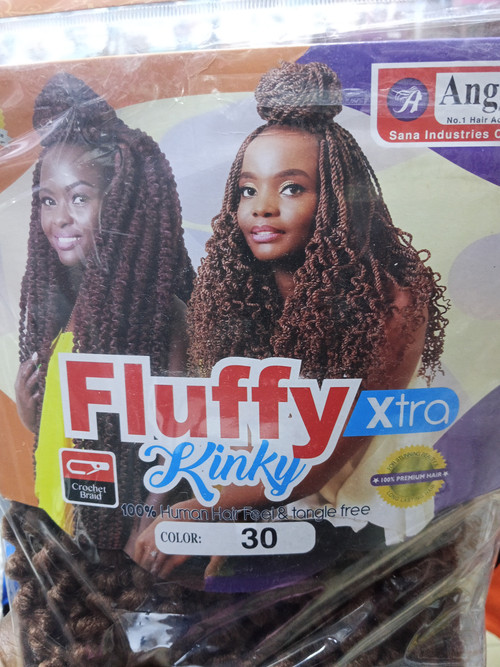 Ang
No.1 Hair Ad
Sana Industries C
Fluffy
Xtra
Kinky
Crochet
Braid
100% PREMIUM HAIR
100% Human Hair Feel & tangle free
COLOR: 30